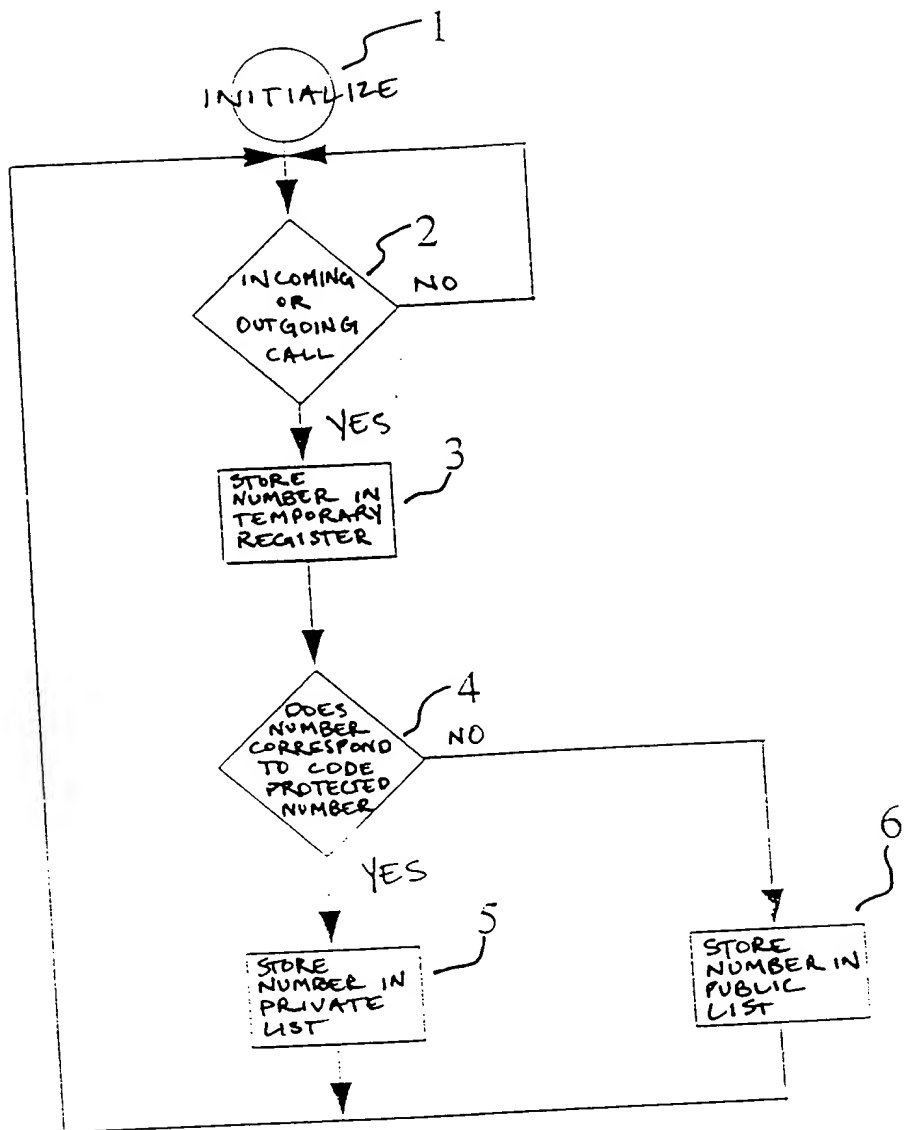 1
INITIALIZE
2
INCOMING
OR
OUTGOING
CALL
NO
YES
3
STORE
NUMBER IN
TEMPORARY
REGISTER
4
DOES
NUMBER
CORRESPOND
TO CODE
PROTECTED
NUMBER
NO
YES
5
STORE
NUMBER IN
PRIVATE
LIST
6
STORE
NUMBER IN
PUBLIC
LIST